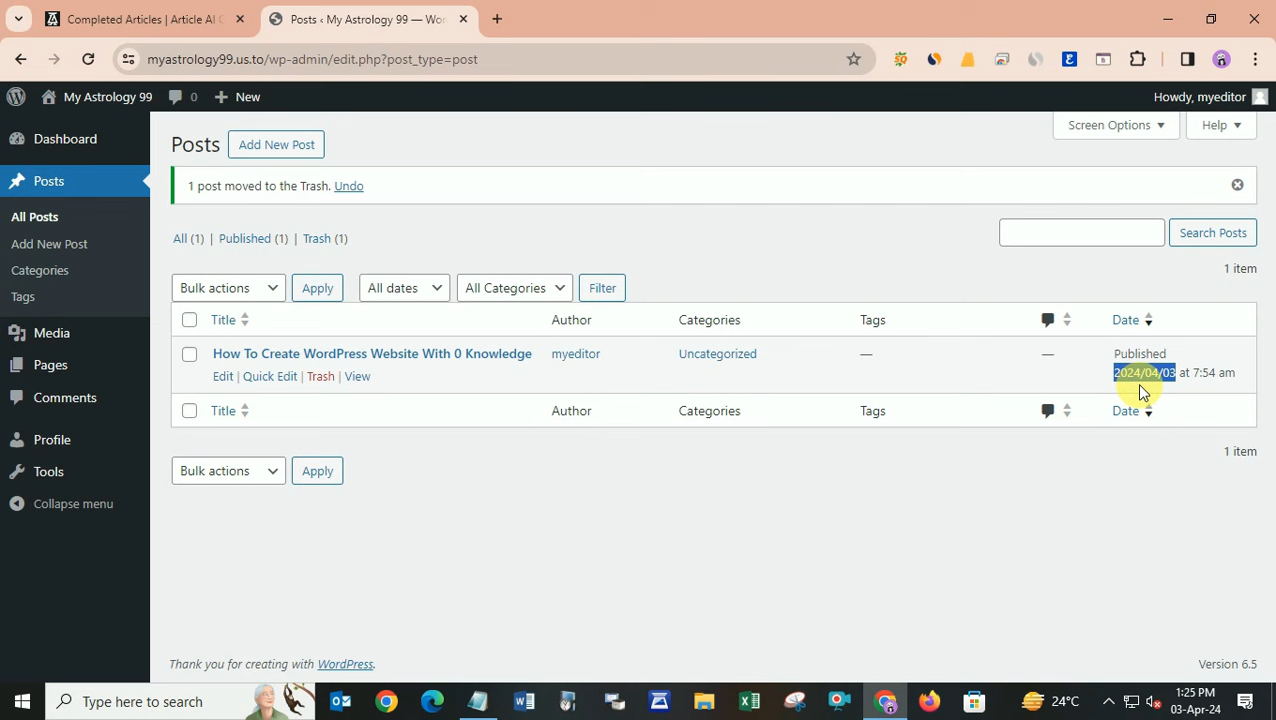 Completed Articles | Article AI G
Posts ‹ My Astrology 99 — Wor
myastrology99.us.to/wp-admin/edit.php?post_type=post
My Astrology 99
0
New
Howdy, myeditor
Dashboard
Posts
All Posts
Add New Post
Categories
Tags
Media
Pages
Comments
Profile
Tools
Collapse menu
Posts
Add New Post
Screen Options
Help
1 post moved to the Trash. Undo
All (1) | Published (1) | Trash (1)
Search Posts
1 item
Bulk actions
Apply
All dates
All Categories
Filter
Title
Author
Categories
Tags
Date
How To Create WordPress Website With 0 Knowledge
myeditor
Uncategorized
—
—
Published
Edit | Quick Edit | Trash | View
2024/04/03 at 7:54 am
Title
Author
Categories
Tags
Date
1 item
Bulk actions
Apply
Thank you for creating with WordPress.
Version 6.5
Type here to search
24°C
1:25 PM
03-Apr-24